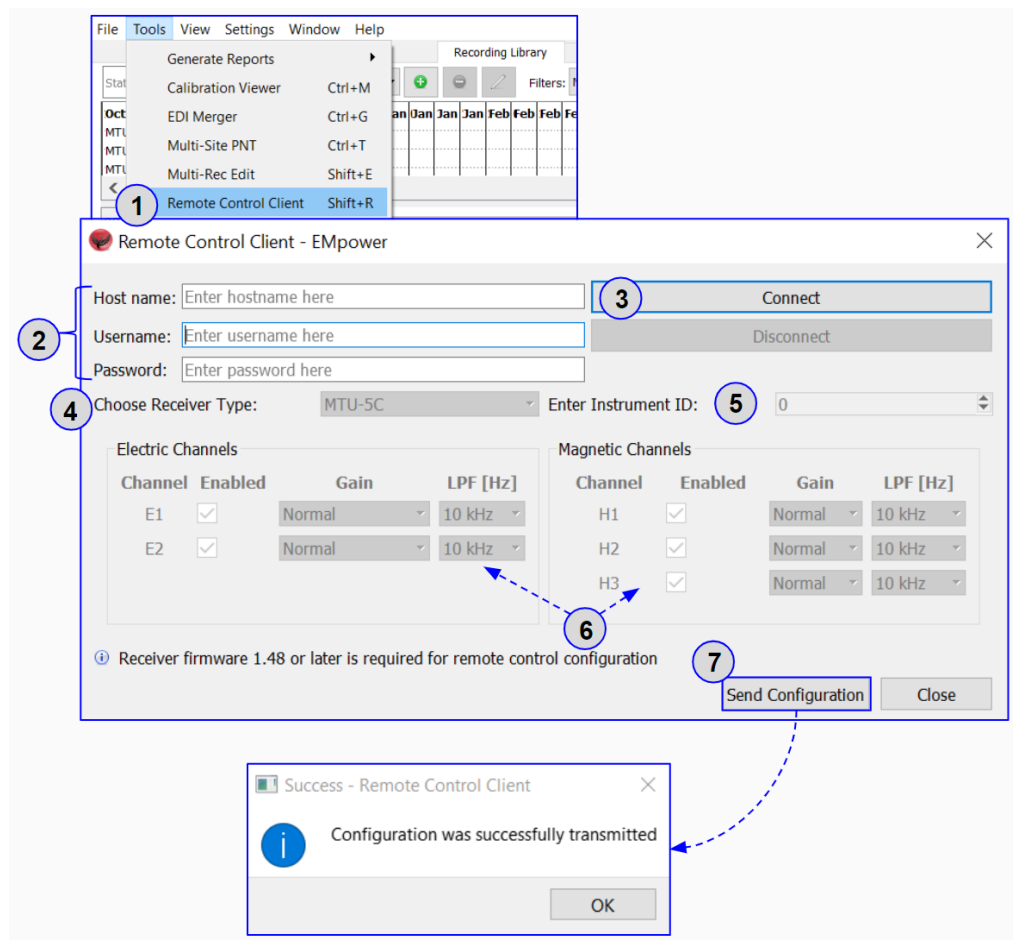 File Tools View Settings Window Help
Recording Library
Generate Reports
Stat
Filters:
Calibration Viewer Ctrl+M
Oct Jan Jan Jan Feb Feb Feb Fe
EDI Merger Ctrl+G
MTU
Multi-Site PNT Ctrl+T
MTU
MTU
Multi-Rec Edit Shift+E
1
Remote Control Client Shift+R
Remote Control Client - EMpower
2
Host name: Enter hostname here
3
Connect
Username: Enter username here
Disconnect
Password: Enter password here
4
Choose Receiver Type: MTU-5C
Enter Instrument ID: 5 0
Electric Channels
Channel Enabled Gain LPF [Hz]
E1 Normal 10 kHz
E2 Normal 10 kHz
Magnetic Channels
Channel Enabled Gain LPF [Hz]
H1 Normal 10 kHz
H2 Normal 10 kHz
H3 Normal 10 kHz
6
Receiver firmware 1.48 or later is required for remote control configuration
7
Send Configuration Close
Success - Remote Control Client
Configuration was successfully transmitted
OK